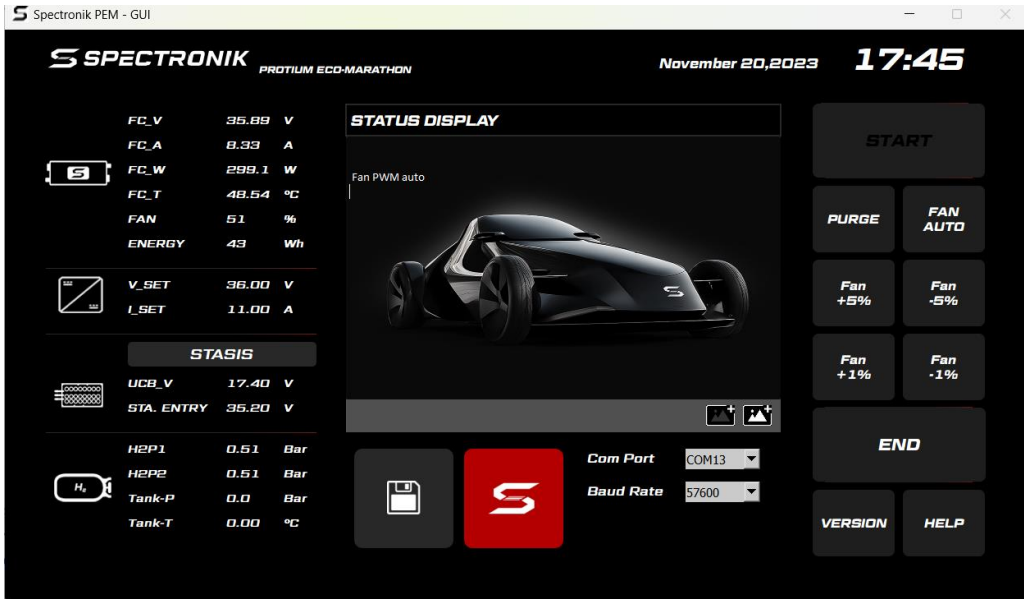 Spectronik PEM - GUI
SPECTRONIK PROTIUM ECO-MARATHON
November 20,2023 17:45
FC_V 35.89 V
FC_A 8.33 A
FC_W 299.1 W
FC_T 48.54 ºC
FAN 51 %
ENERGY 43 Wh
V_SET 36.00 V
I_SET 11.00 A
STASIS
UCB_V 17.40 V
STA. ENTRY 35.20 V
H2P1 0.51 Bar
H2P2 0.51 Bar
Tank-P 0.0 Bar
Tank-T 0.00 ºC
STATUS DISPLAY
Fan PWM auto
Com Port COM13
Baud Rate 57600
START
PURGE
FAN
AUTO
Fan
+5%
Fan
-5%
Fan
+1%
Fan
-1%
END
VERSION
HELP